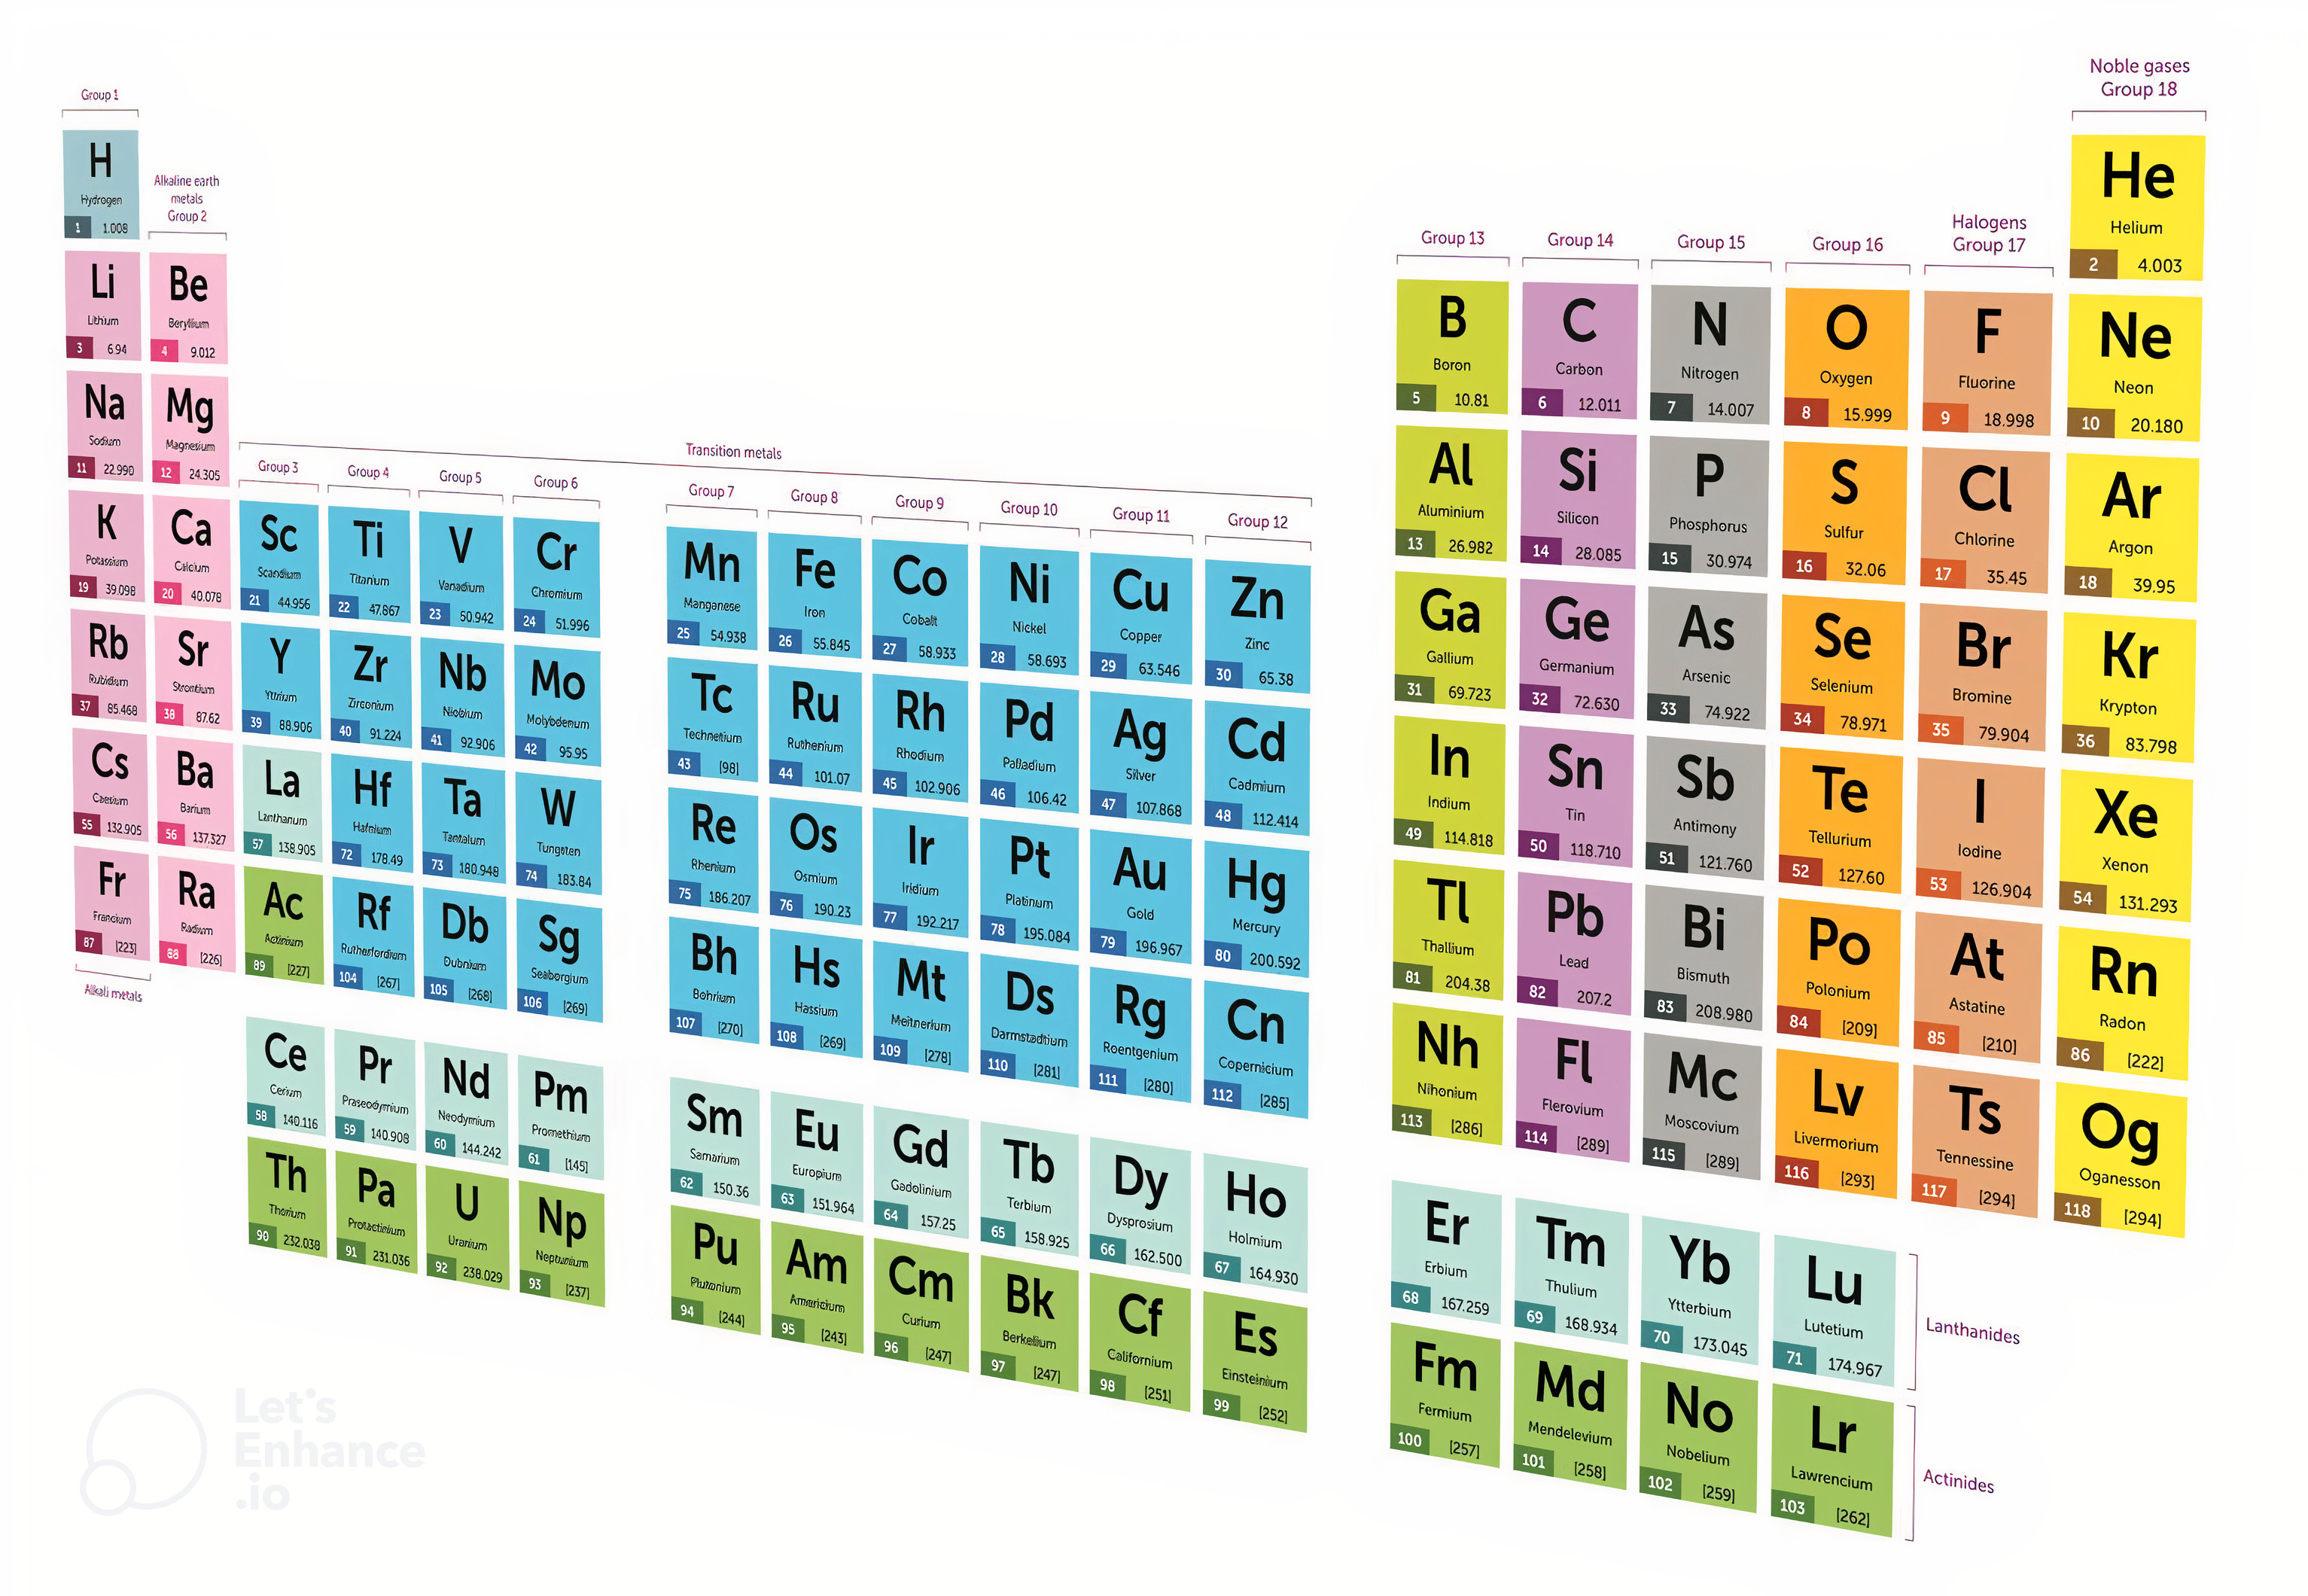 Group 1
H
Hydrogen
1 1.008
Noble gases
Group 18
He
Helium
2 4.003
Alkaline earth
metals
Group 2
Li
Lithium
3 6.94
Be
Beryllium
4 9.012
Group 13
Group 14
Group 15
Group 16
Halogens
Group 17
B
Boron
5 10.81
C
Carbon
6 12.011
N
Nitrogen
7 14.007
O
Oxygen
8 15.999
F
Fluorine
9 18.998
Ne
Neon
10 20.180
Na
Sodium
11 22.990
Mg
Magnesium
12 24.305
Al
Aluminium
13 26.982
Si
Silicon
14 28.085
P
Phosphorus
15 30.974
S
Sulfur
16 32.06
Cl
Chlorine
17 35.45
Ar
Argon
18 39.95
Transition metals
Group 3
Group 4
Group 5
Group 6
Group 7
Group 8
Group 9
Group 10
Group 11
Group 12
K
Potassium
19 39.098
Ca
Calcium
20 40.078
Sc
Scandium
21 44.956
Ti
Titanium
22 47.867
V
Vanadium
23 50.942
Cr
Chromium
24 51.996
Mn
Manganese
25 54.938
Fe
Iron
26 55.845
Co
Cobalt
27 58.933
Ni
Nickel
28 58.693
Cu
Copper
29 63.546
Zn
Zinc
30 65.38
Ga
Gallium
31 69.723
Ge
Germanium
32 72.630
As
Arsenic
33 74.922
Se
Selenium
34 78.971
Br
Bromine
35 79.904
Kr
Krypton
36 83.798
Rb
Rubidium
37 85.468
Sr
Strontium
38 87.62
Y
Yttrium
39 88.906
Zr
Zirconium
40 91.224
Nb
Niobium
41 92.906
Mo
Molybdenum
42 95.95
Tc
Technetium
43 [98]
Ru
Ruthenium
44 101.07
Rh
Rhodium
45 102.906
Pd
Palladium
46 106.42
Ag
Silver
47 107.868
Cd
Cadmium
48 112.414
In
Indium
49 114.818
Sn
Tin
50 118.710
Sb
Antimony
51 121.760
Te
Tellurium
52 127.60
I
Iodine
53 126.904
Xe
Xenon
54 131.293
Cs
Caesium
55 132.905
Ba
Barium
56 137.327
La
Lanthanum
57 138.905
Hf
Hafnium
72 178.49
Ta
Tantalum
73 180.948
W
Tungsten
74 183.84
Re
Rhenium
75 186.207
Os
Osmium
76 190.23
Ir
Iridium
77 192.217
Pt
Platinum
78 195.084
Au
Gold
79 196.967
Hg
Mercury
80 200.592
Tl
Thallium
81 204.38
Pb
Lead
82 207.2
Bi
Bismuth
83 208.980
Po
Polonium
84 [209]
At
Astatine
85 [210]
Rn
Radon
86 [222]
Fr
Francium
87 [223]
Ra
Radium
88 [226]
Ac
Actinium
89 [227]
Rf
Rutherfordium
104 [267]
Db
Dubnium
105 [268]
Sg
Seaborgium
106 [269]
Bh
Bohrium
107 [270]
Hs
Hassium
108 [269]
Mt
Meitnerium
109 [278]
Ds
Darmstadtium
110 [281]
Rg
Roentgenium
111 [280]
Cn
Copernicium
112 [285]
Nh
Nihonium
113 [286]
Fl
Flerovium
114 [289]
Mc
Moscovium
115 [289]
Lv
Livermorium
116 [293]
Ts
Tennessine
117 [294]
Og
Oganesson
118 [294]
Alkali metals
Ce
Cerium
58 140.116
Pr
Praseodymium
59 140.908
Nd
Neodymium
60 144.242
Pm
Promethium
61 [145]
Sm
Samarium
62 150.36
Eu
Europium
63 151.964
Gd
Gadolinium
64 157.25
Tb
Terbium
65 158.925
Dy
Dysprosium
66 162.500
Ho
Holmium
67 164.930
Er
Erbium
68 167.259
Tm
Thulium
69 168.934
Yb
Ytterbium
70 173.045
Lu
Lutetium
71 174.967
Lanthanides
Th
Thorium
90 232.038
Pa
Protactinium
91 231.036
U
Uranium
92 238.029
Np
Neptunium
93 [237]
Pu
Plutonium
94 [244]
Am
Americium
95 [243]
Cm
Curium
96 [247]
Bk
Berkelium
97 [247]
Cf
Californium
98 [251]
Es
Einsteinium
99 [252]
Fm
Fermium
100 [257]
Md
Mendelevium
101 [258]
No
Nobelium
102 [259]
Lr
Lawrencium
103 [262]
Actinides
Let's
Enhance
.io